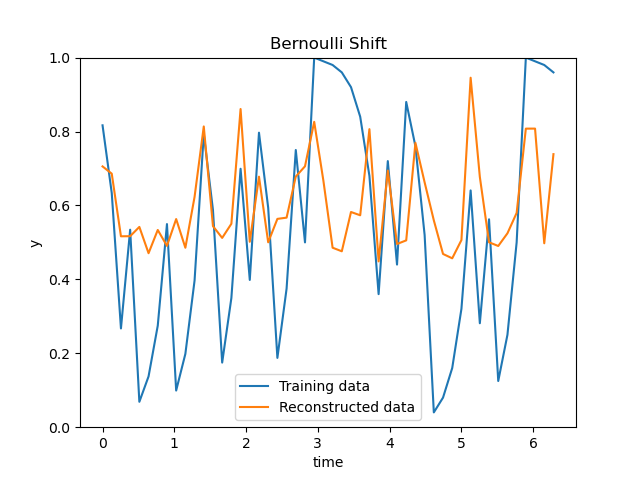 Bernoulli Shift
1.0
0.8
0.6
0.4
0.2
0.0
y
Training data
Reconstructed data
0 1 2 3 4 5 6
time